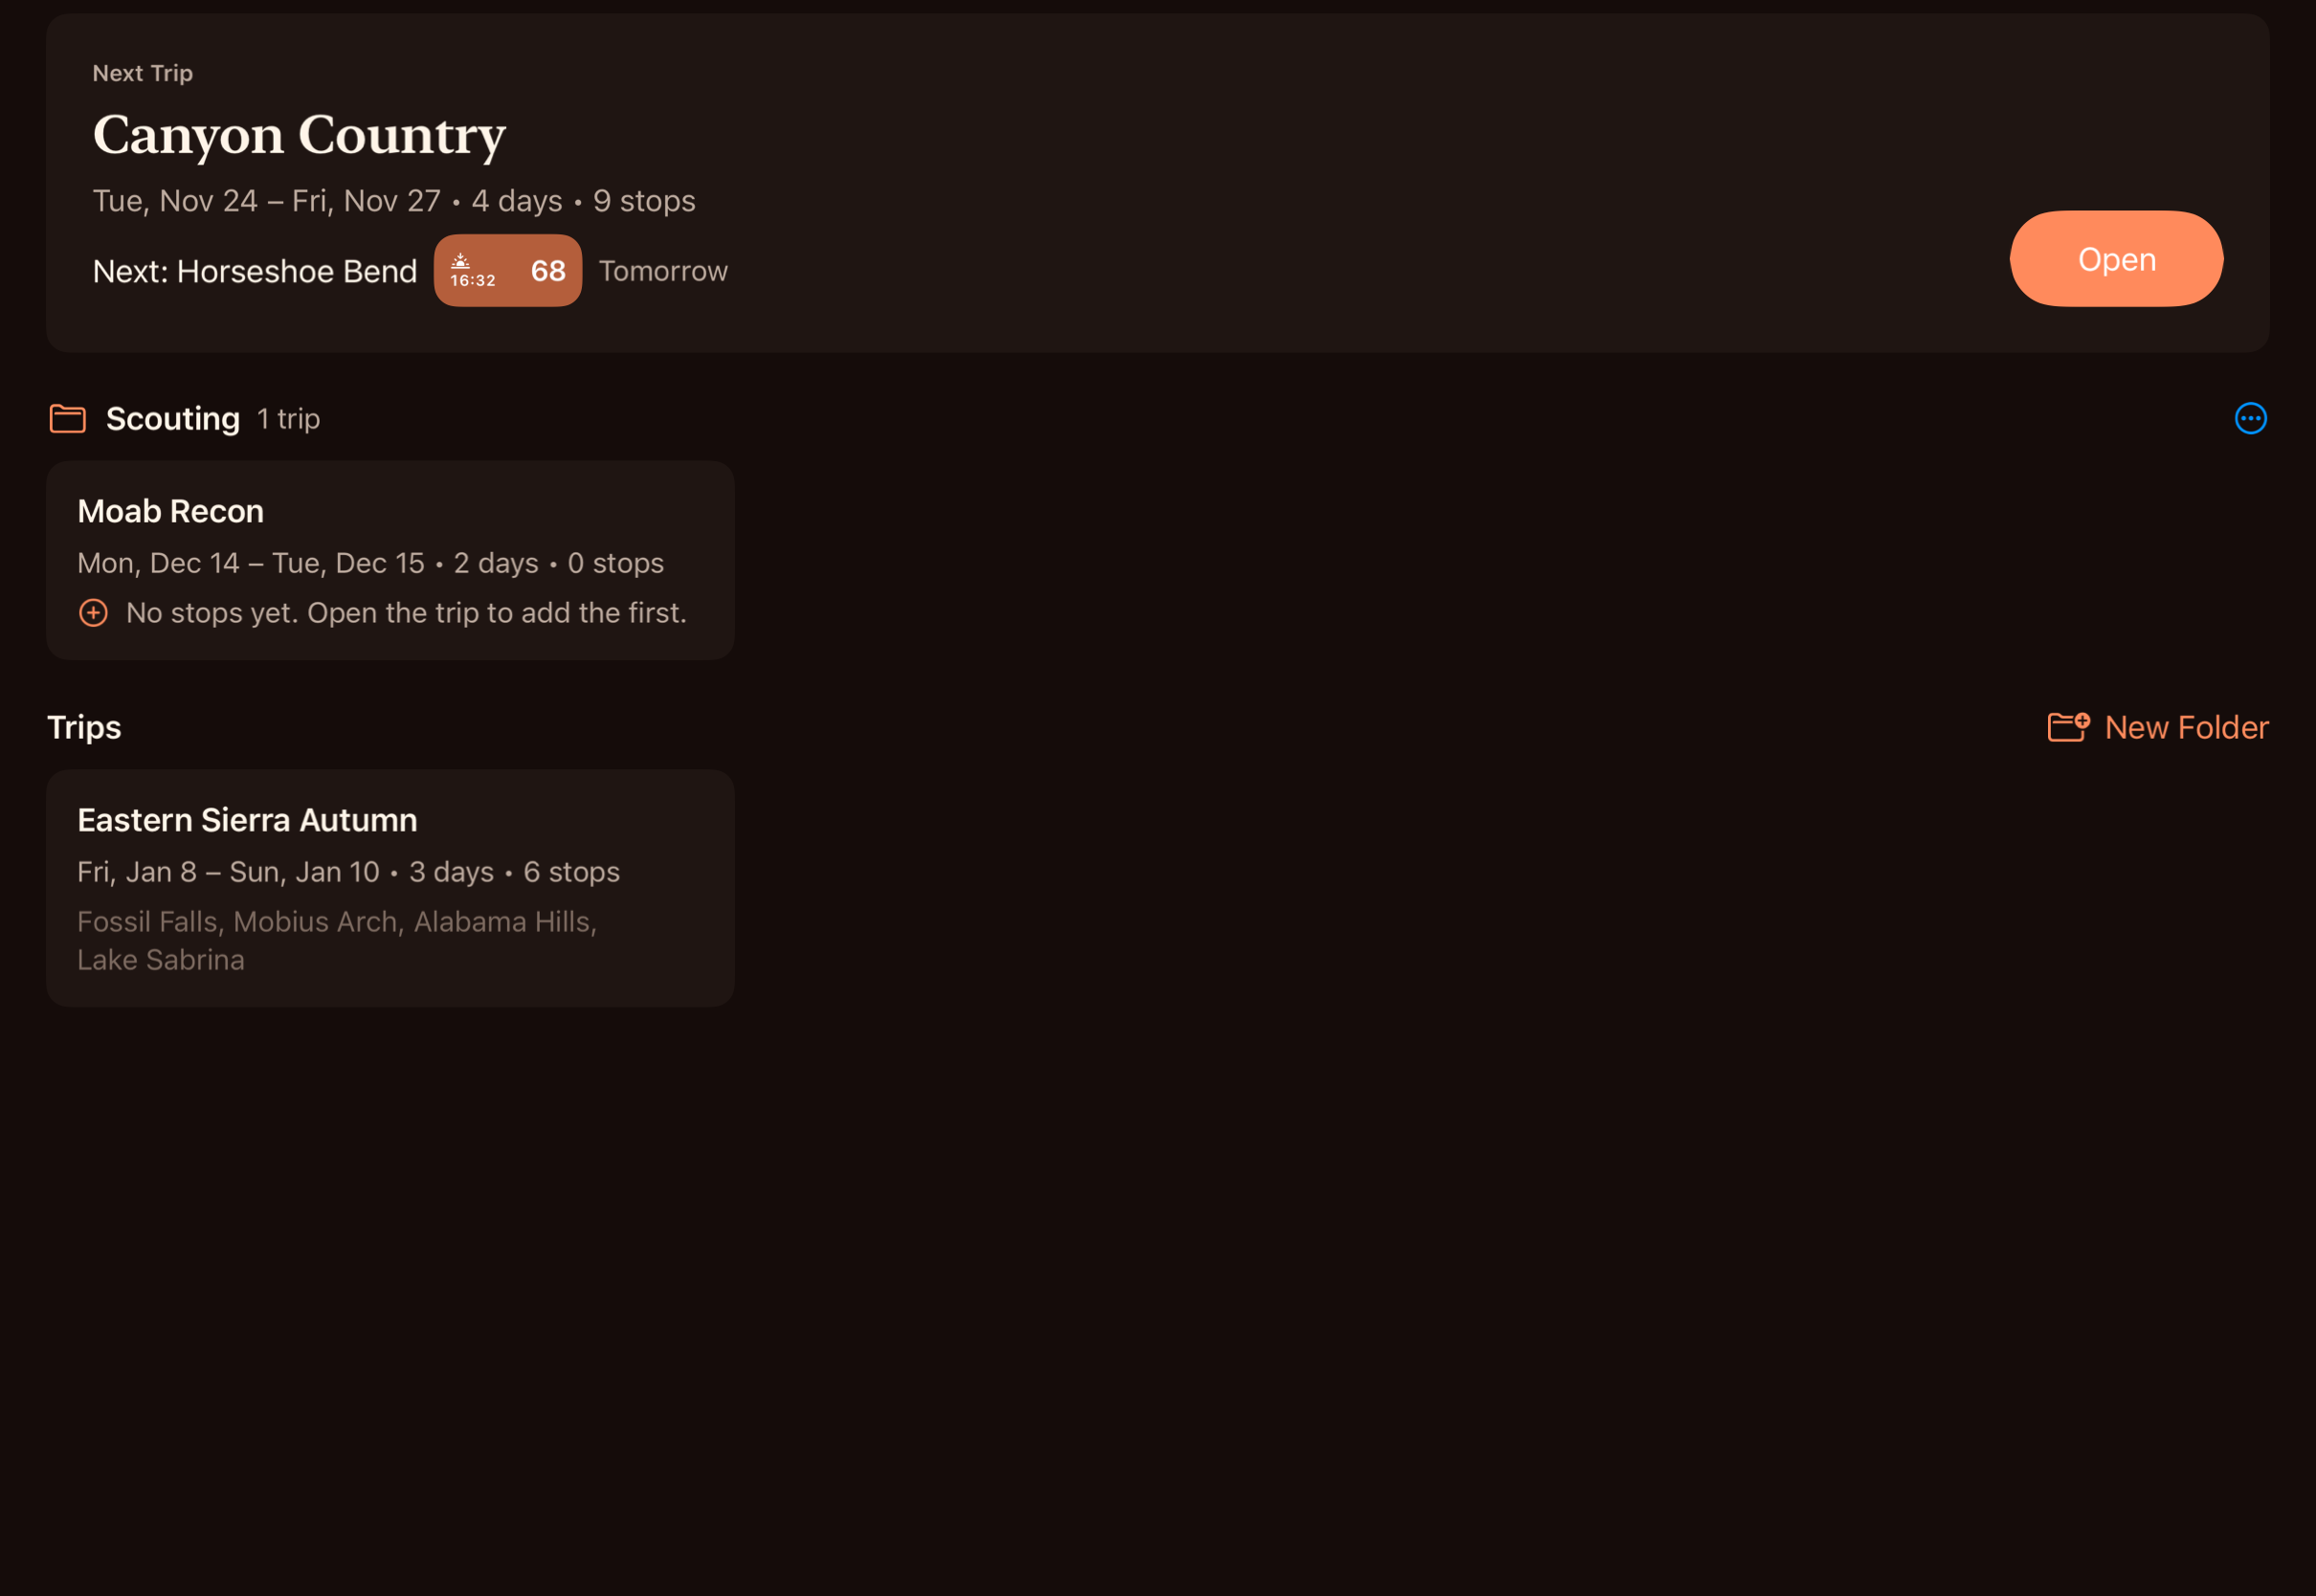 Next Trip
Canyon Country
Tue, Nov 24 – Fri, Nov 27 • 4 days • 9 stops
Next: Horseshoe Bend 16:32 68 Tomorrow
Open
Scouting 1 trip
Moab Recon
Mon, Dec 14 – Tue, Dec 15 • 2 days • 0 stops
No stops yet. Open the trip to add the first.
Trips
New Folder
Eastern Sierra Autumn
Fri, Jan 8 – Sun, Jan 10 • 3 days • 6 stops
Fossil Falls, Mobius Arch, Alabama Hills,
Lake Sabrina